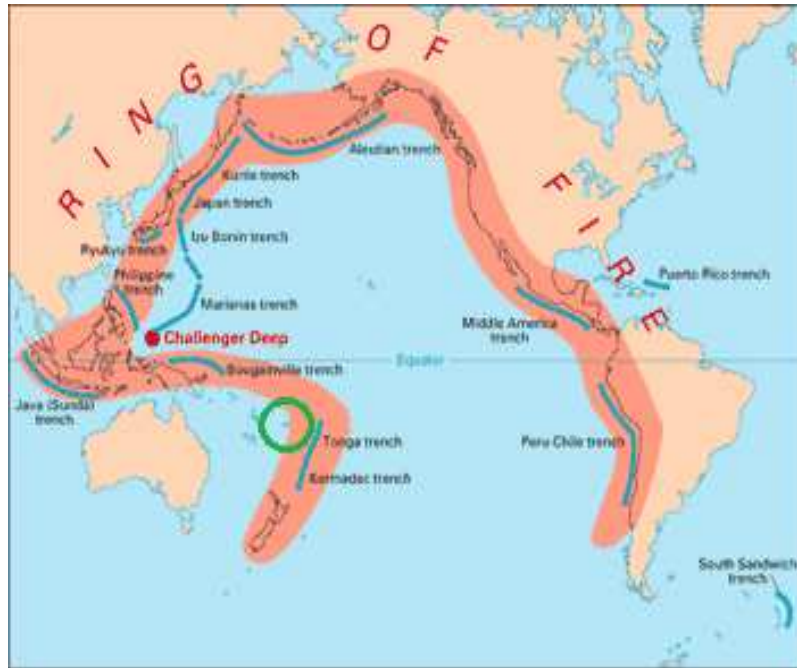 RING OF FIRE
Aleutian trench
Kurile trench
Japan trench
Izu Bonin trench
Ryukyu trench
Philippine
trench
Marianas trench
Challenger Deep
Puerto Rico trench
Middle America
trench
Equator
Bougainville trench
Java (Sunda)
trench
Tonga trench
Kermadec trench
Peru Chile trench
South Sandwich
trench